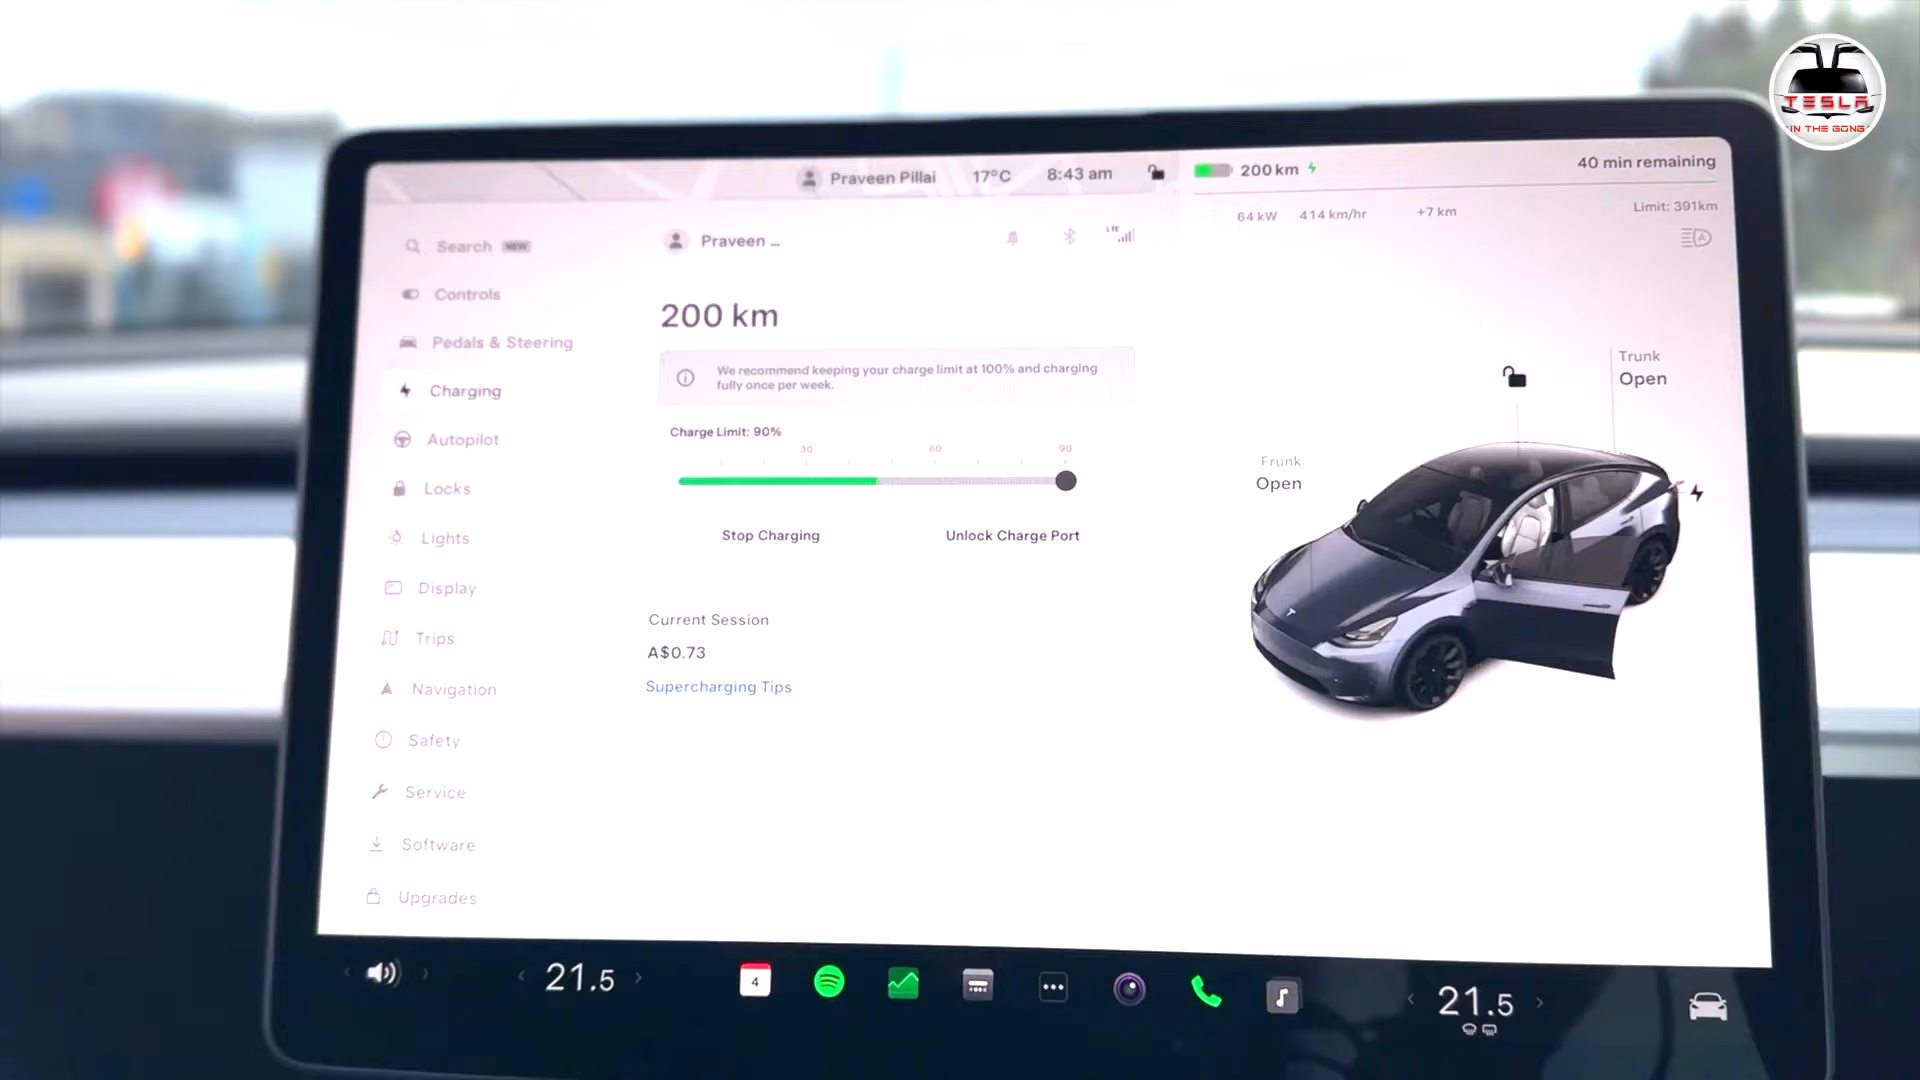 TESLA
IN THE GONG
Praveen Pillai 17°C 8:43 am
200 km 40 min remaining
64 kW 414 km/hr +7 km Limit: 391km
Search NEW
Controls
Pedals & Steering
Charging
Autopilot
Locks
Lights
Display
Trips
Navigation
Safety
Service
Software
Upgrades
Praveen ...
LTE
200 km
We recommend keeping your charge limit at 100% and charging
fully once per week.
Charge Limit: 90%
30 60 90
Stop Charging Unlock Charge Port
Current Session
A$0.73
Supercharging Tips
Trunk
Open
Frunk
Open
21.5
4
21.5